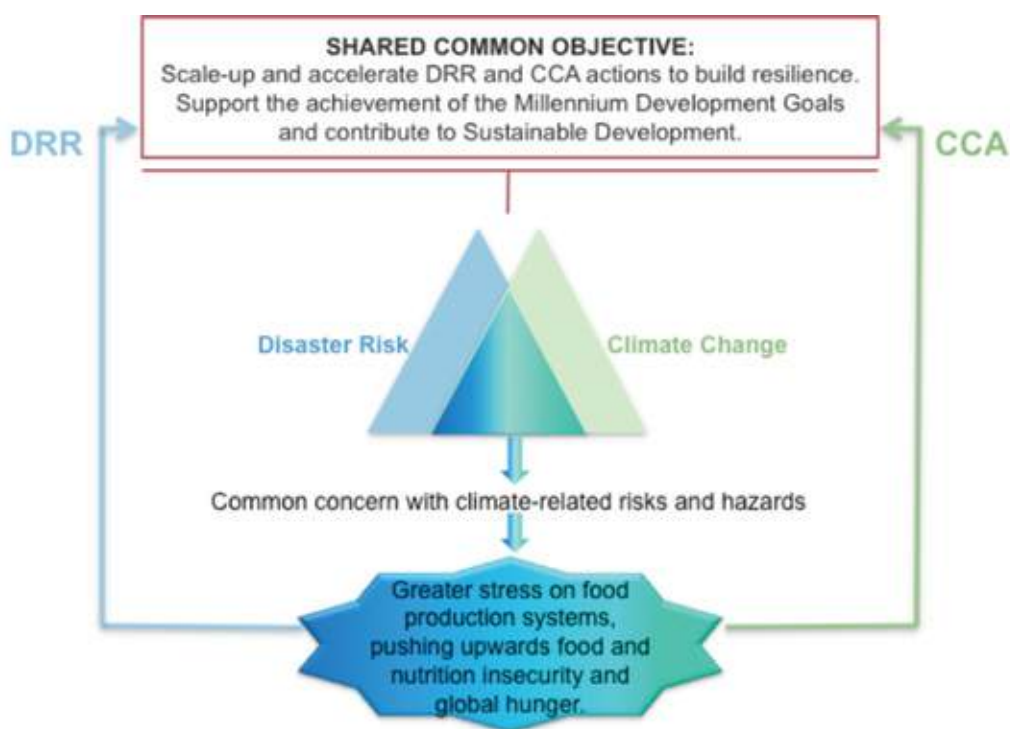 SHARED COMMON OBJECTIVE:
Scale-up and accelerate DRR and CCA actions to build resilience.
Support the achievement of the Millennium Development Goals
and contribute to Sustainable Development.
DRR
CCA
Disaster Risk
Climate Change
Common concern with climate-related risks and hazards
Greater stress on food
production systems,
pushing upwards food and
nutrition insecurity and
global hunger.